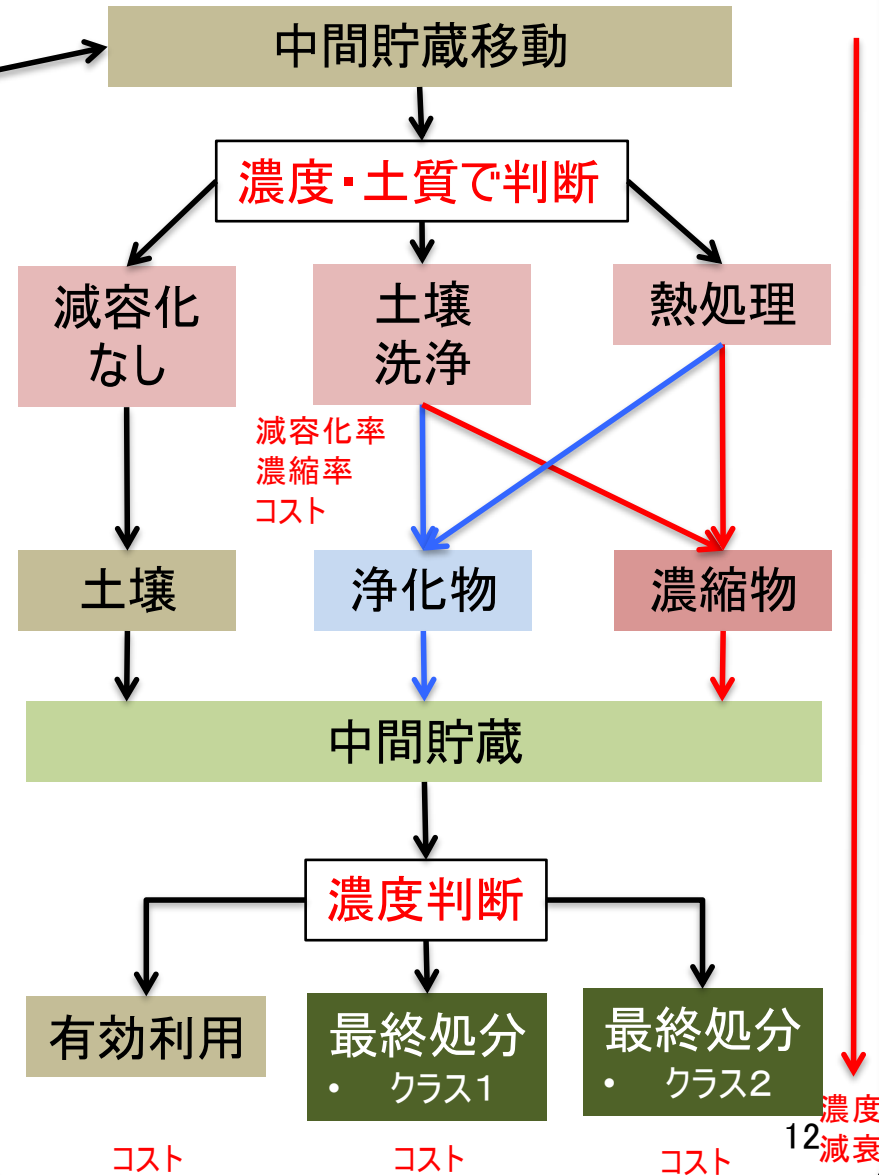 中間貯蔵移動
濃度・土質で判断
減容化
なし
土壌
洗浄
熱処理
減容化率
濃縮率
コスト
土壌
浄化物
濃縮物
中間貯蔵
濃度判断
有効利用
最終処分
• クラス1
最終処分
• クラス2
濃度
減衰
12
コスト
コスト
コスト